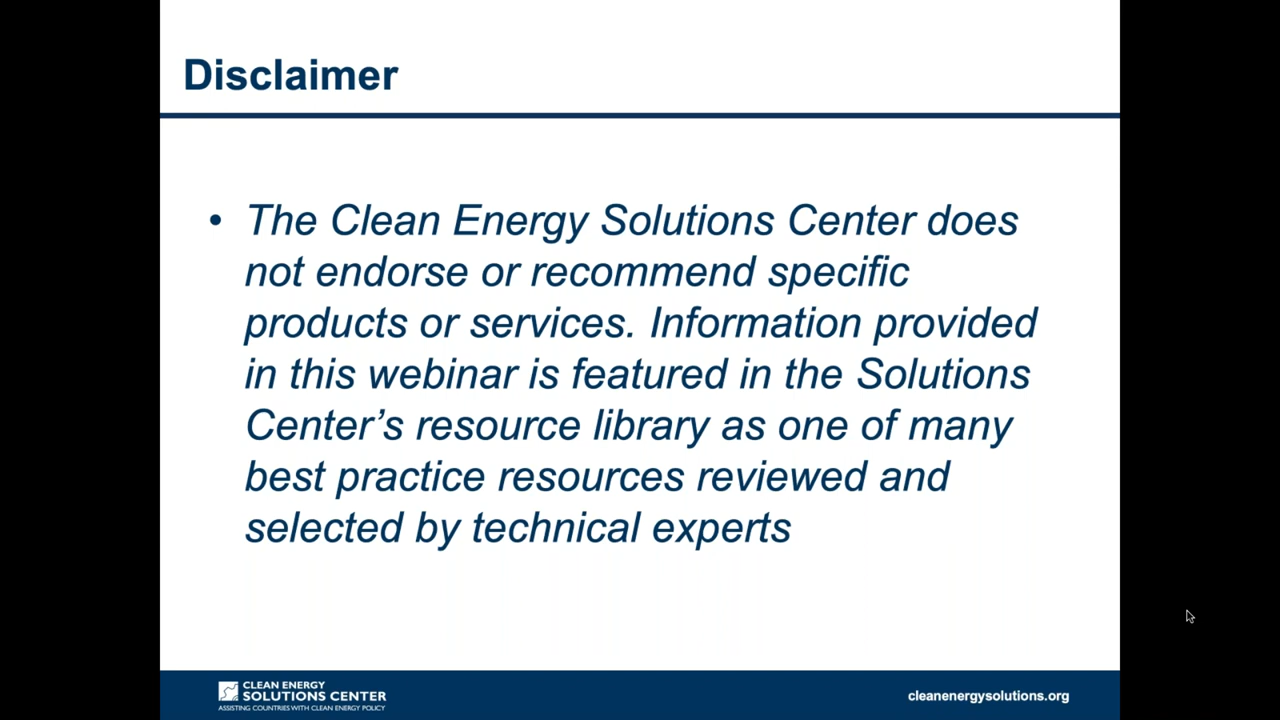 Disclaimer
• The Clean Energy Solutions Center does
not endorse or recommend specific
products or services. Information provided
in this webinar is featured in the Solutions
Center’s resource library as one of many
best practice resources reviewed and
selected by technical experts
CLEAN ENERGY
SOLUTIONS CENTER
ASSISTING COUNTRIES WITH CLEAN ENERGY POLICY
cleanenergysolutions.org